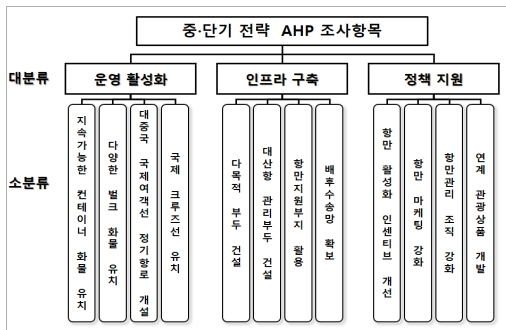 중·단기 전략 AHP 조사항목
대분류
운영 활성화
인프라 구축
정책 지원
소분류
지속가능한 컨테이너 화물 유치
다양한 벌크 화물 유치
대중국 국제여객선 정기항로 개설
국제 크루즈선 유치
다목적 부두 건설
대산항 관리부두 건설
항만지원부지 활용
배후수송망 확보
항만 활성화 인센티브 개선
항만 마케팅 강화
항만관리 조직 강화
연계 관광상품 개발